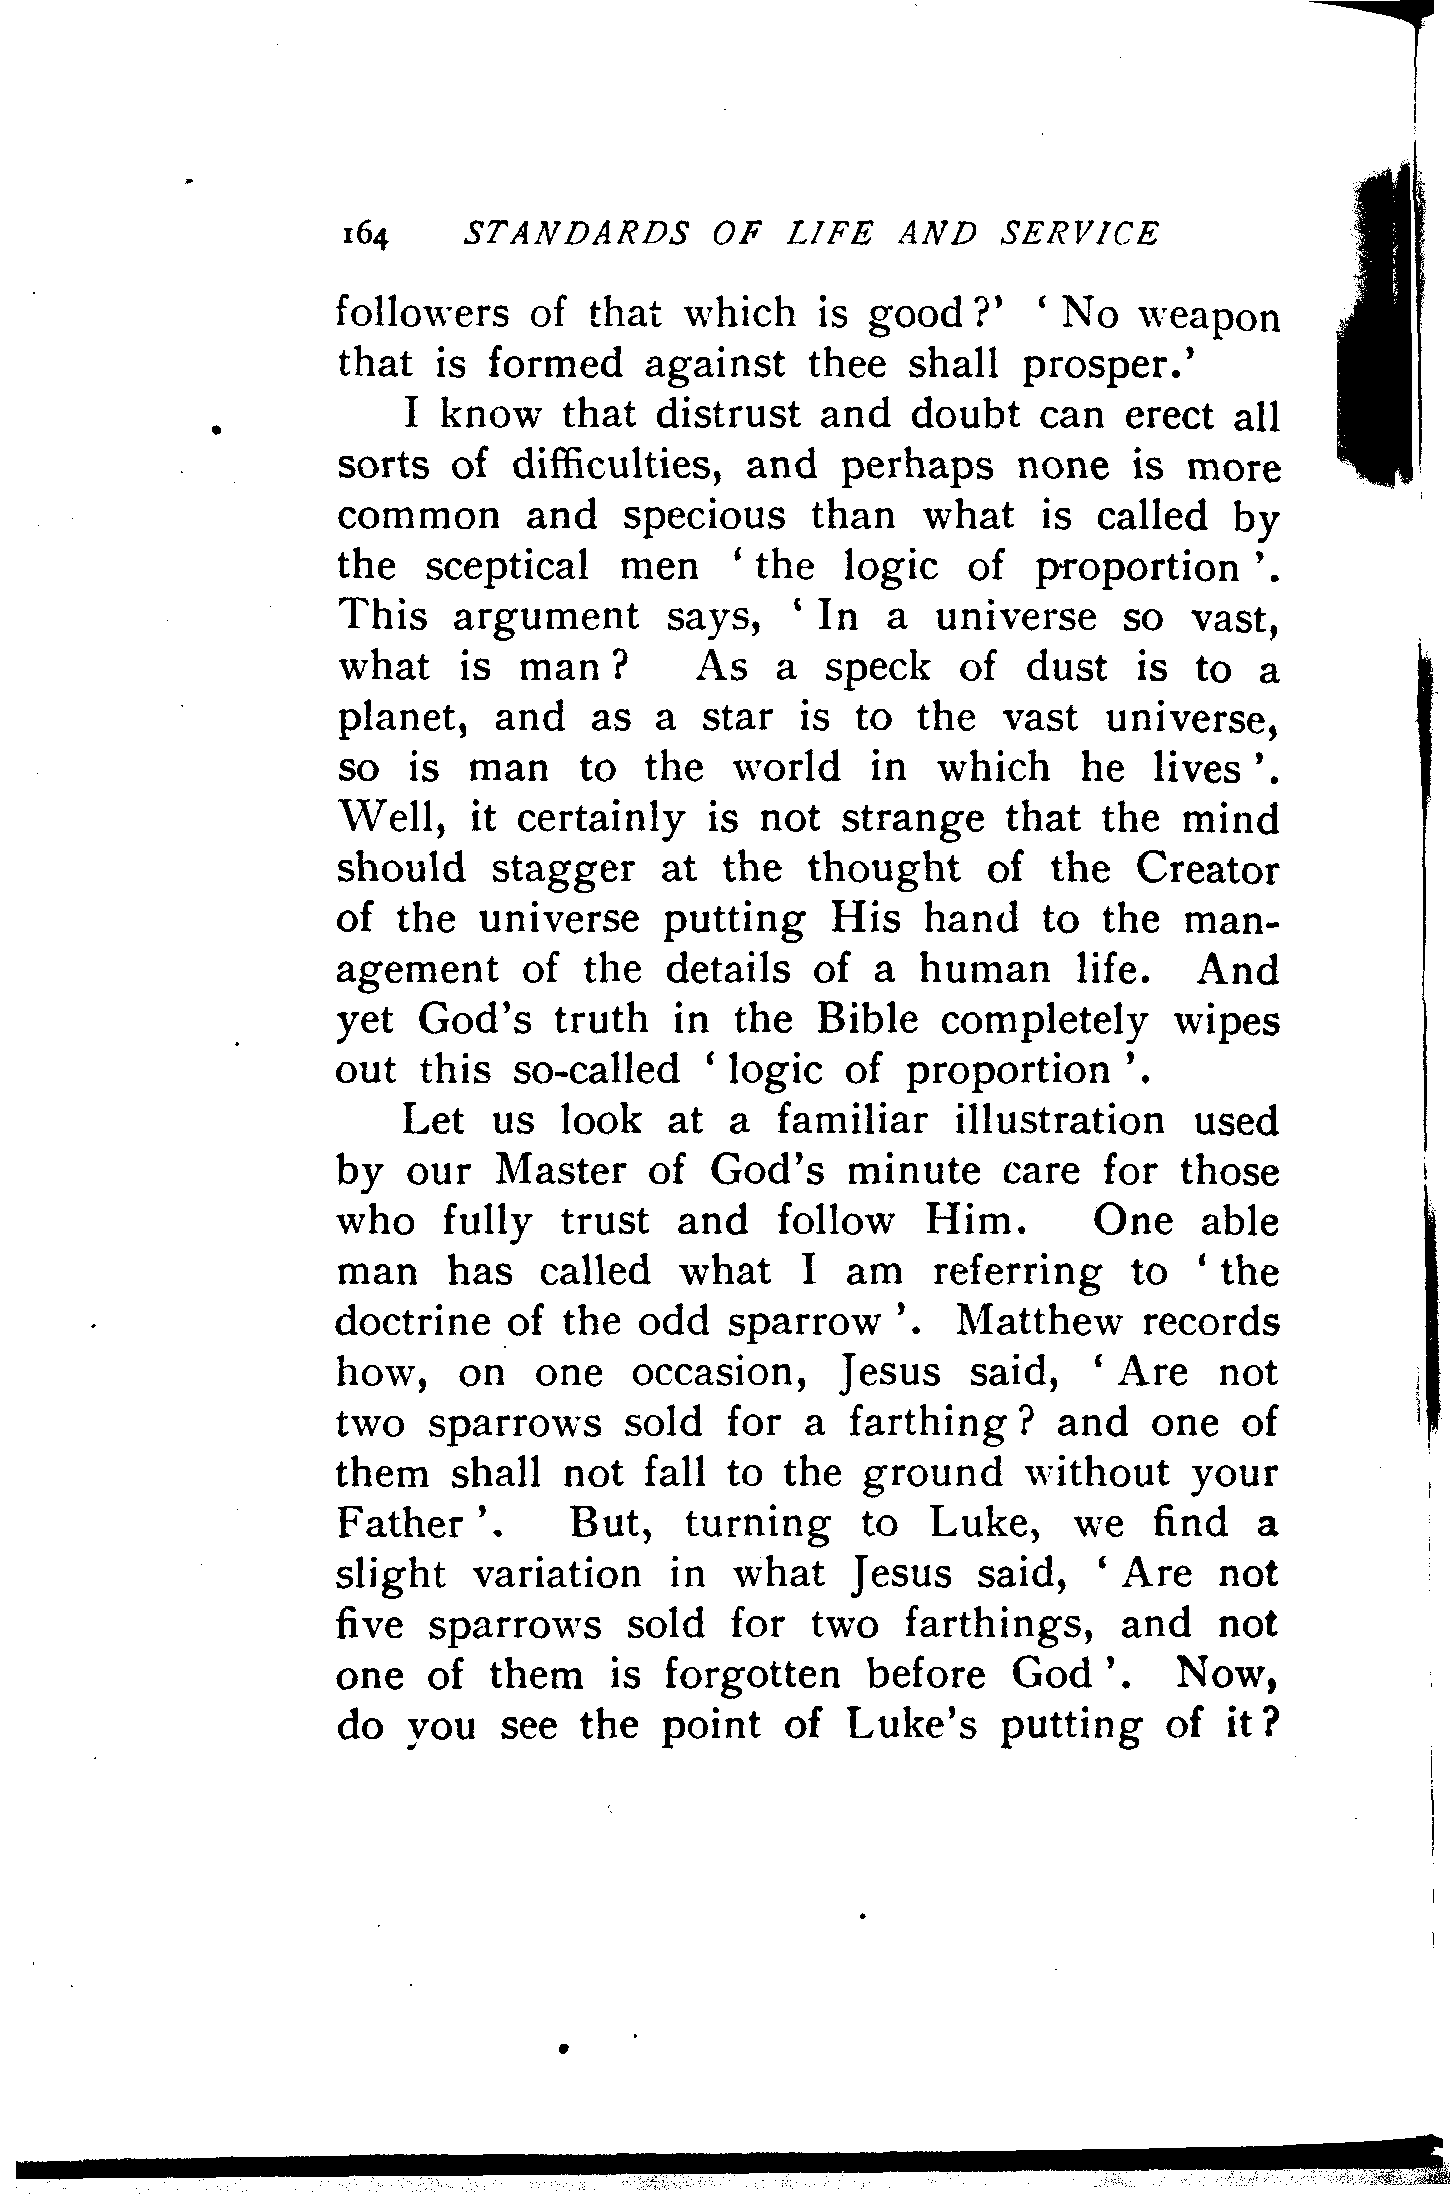 164 STANDARDS OF LIFE AND SERVICE
followers of that which is good?' ' No weapon
that is formed against thee shall prosper.'
I know that distrust and doubt can erect all
sorts of difficulties, and perhaps none is more
common and specious than what is called by
the sceptical men ' the logic of proportion '.
This argument says, ' In a universe so vast,
what is man? As a speck of dust is to a
planet, and as a star is to the vast universe,
so is man to the world in which he lives '.
Well, it certainly is not strange that the mind
should stagger at the thought of the Creator
of the universe putting His hand to the man-
agement of the details of a human life. And
yet God's truth in the Bible completely wipes
out this so-called ' logic of proportion '.
Let us look at a familiar illustration used
by our Master of God's minute care for those
who fully trust and follow Him. One able
man has called what I am referring to ' the
doctrine of the odd sparrow '. Matthew records
how, on one occasion, Jesus said, ' Are not
two sparrows sold for a farthing? and one of
them shall not fall to the ground without your
Father '. But, turning to Luke, we find a
slight variation in what Jesus said, ' Are not
five sparrows sold for two farthings, and not
one of them is forgotten before God '. Now,
do you see the point of Luke's putting of it?